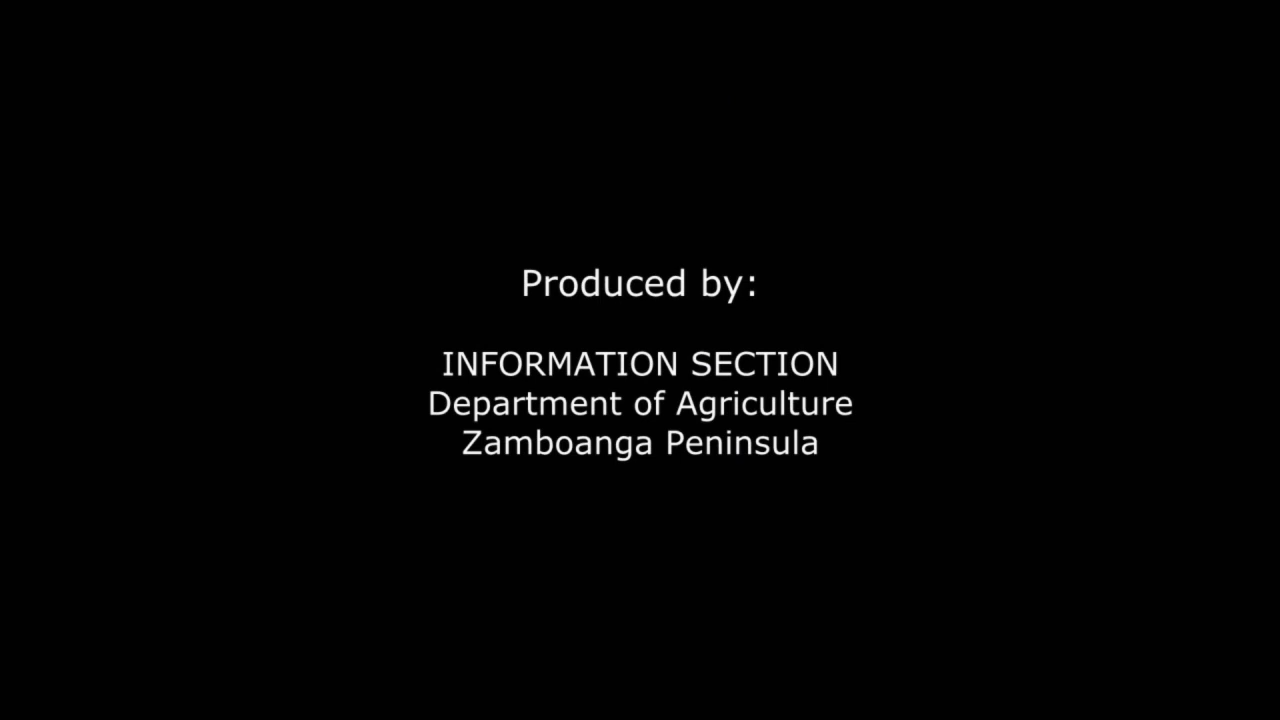 Produced by:
INFORMATION SECTION
Department of Agriculture
Zamboanga Peninsula